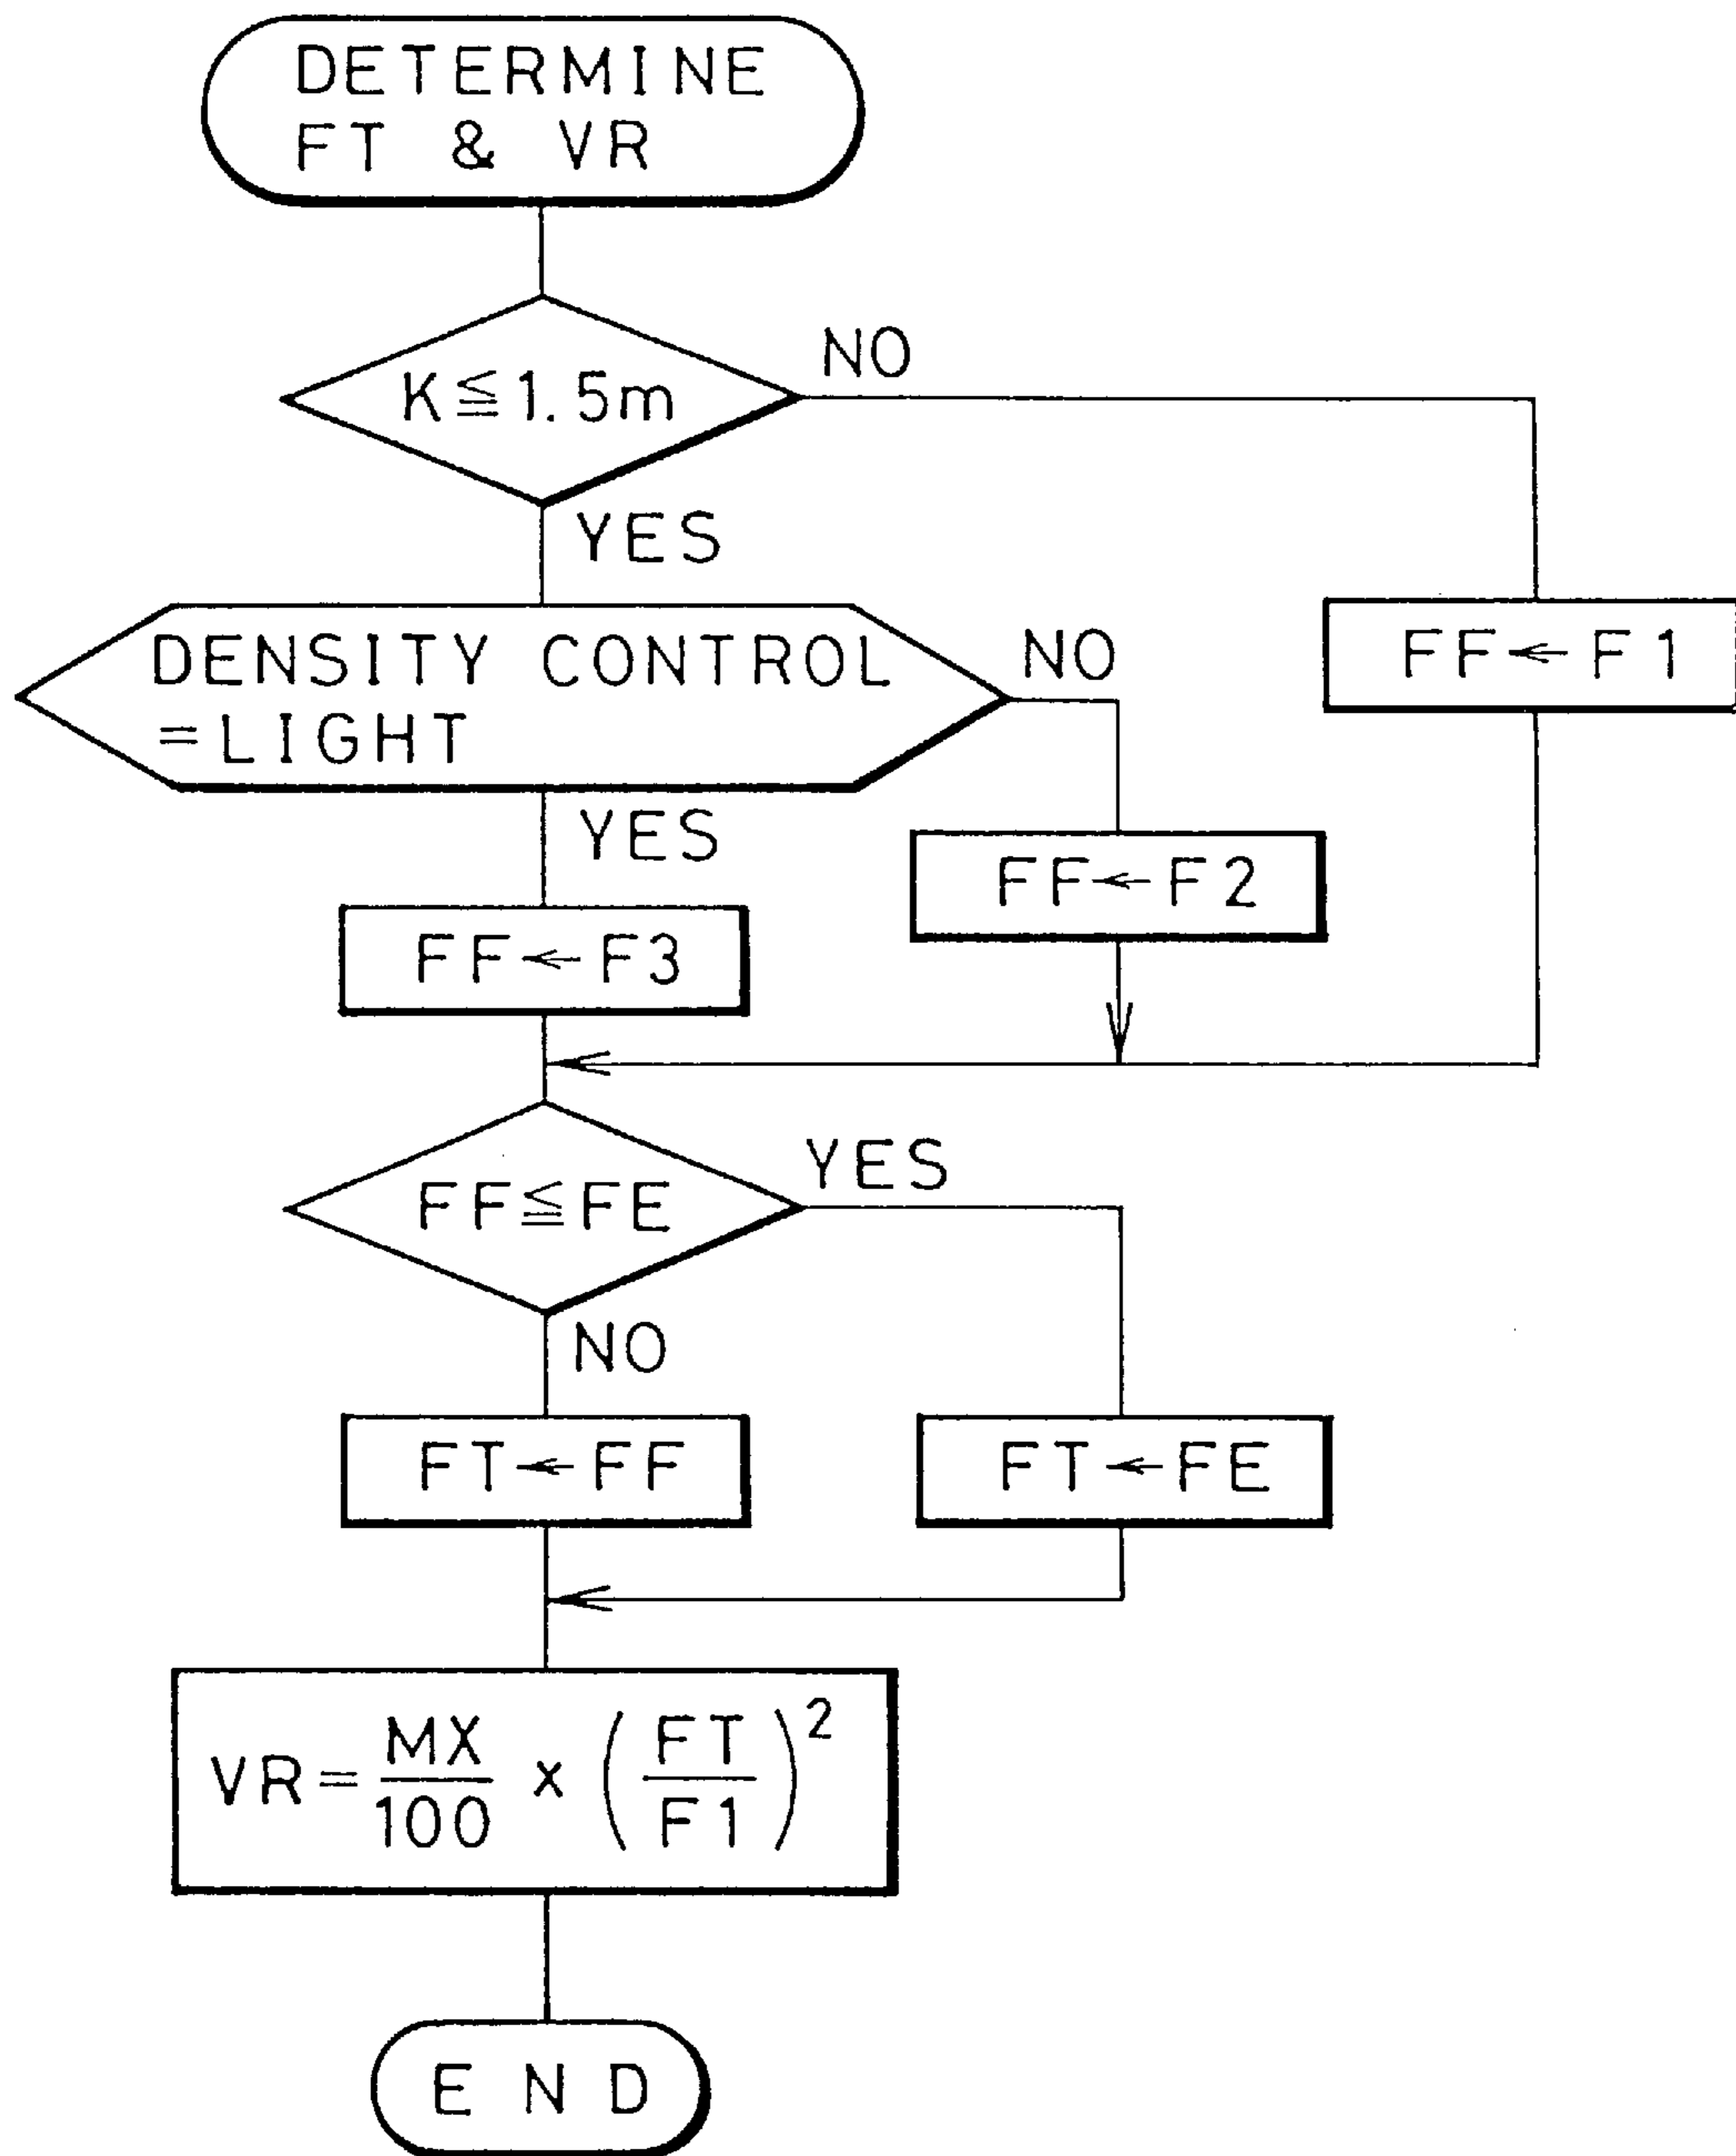 DETERMINE
FT & VR
K≦1.5m
NO
YES
DENSITY CONTROL
=LIGHT
NO
FF←F1
YES
FF←F2
FF←F3
FF≦FE
YES
NO
FT←FF
FT←FE
VR=MX/100×(FT/F1)²
END